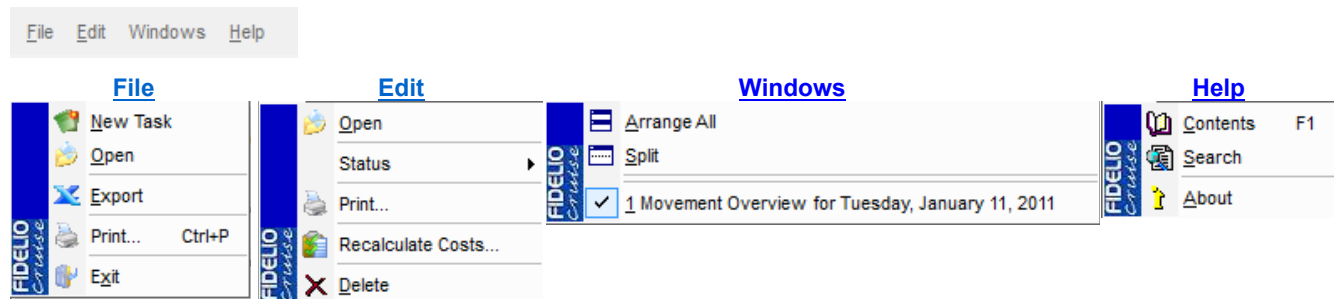 File Edit Windows Help
File
New Task
Open
Export
Print... Ctrl+P
Exit
FIDELIO
Cruise
Edit
Open
Status
Print...
Recalculate Costs...
Delete
FIDELIO
Cruise
Windows
Arrange All
Split
1 Movement Overview for Tuesday, January 11, 2011
FIDELIO
Cruise
Help
Contents F1
Search
About
FIDELIO
Cruise